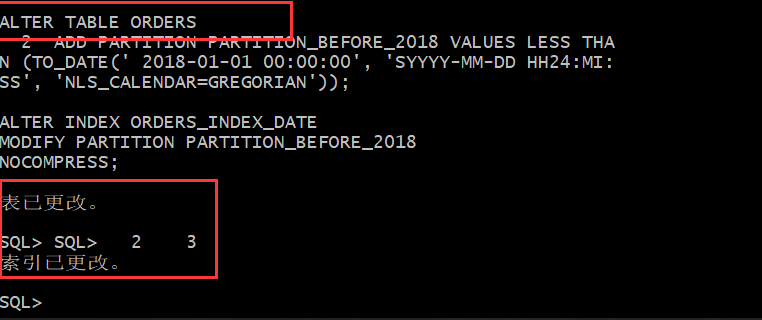 ALTER TABLE ORDERS
  2  ADD PARTITION PARTITION_BEFORE_2018 VALUES LESS THA
N (TO_DATE(' 2018-01-01 00:00:00', 'SYYYY-MM-DD HH24:MI:
SS', 'NLS_CALENDAR=GREGORIAN'));
ALTER INDEX ORDERS_INDEX_DATE
MODIFY PARTITION PARTITION_BEFORE_2018
NOCOMPRESS;
表已更改。
SQL> SQL>   2    3
索引已更改。
SQL>